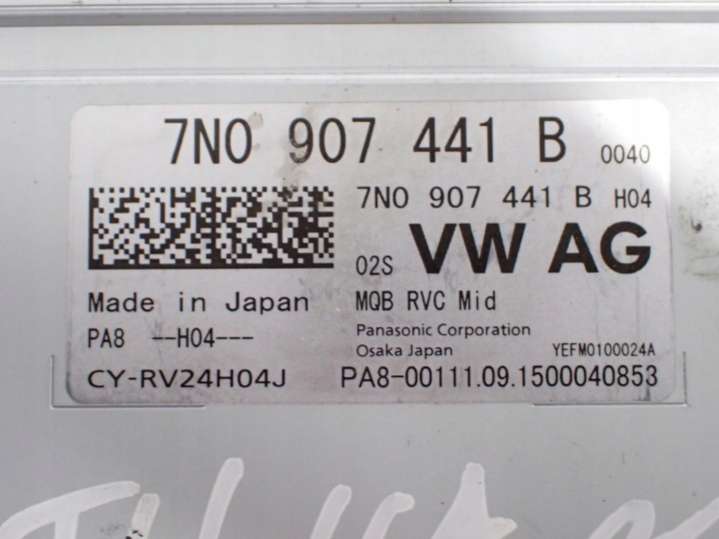 7N0 907 441 B 0040
7N0 907 441 B H04
02S VW AG
Made in Japan MQB RVC Mid
PA8 --H04--- Panasonic Corporation
Osaka Japan YEFM0100024A
CY-RV24H04J PA8-00111.09.1500040853